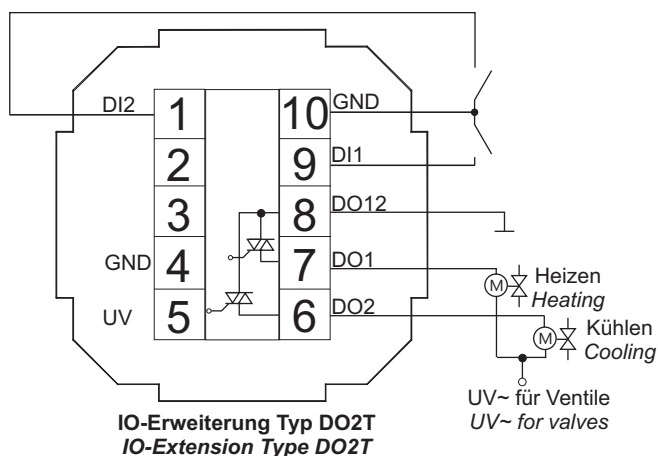 DI2
1
10
GND
2
9
DI1
3
8
DO12
GND
4
7
DO1
UV
5
6
DO2
M
Heizen
Heating
M
Kühlen
Cooling
UV~ für Ventile
UV~ for valves
IO-Erweiterung Typ DO2T
IO-Extension Type DO2T